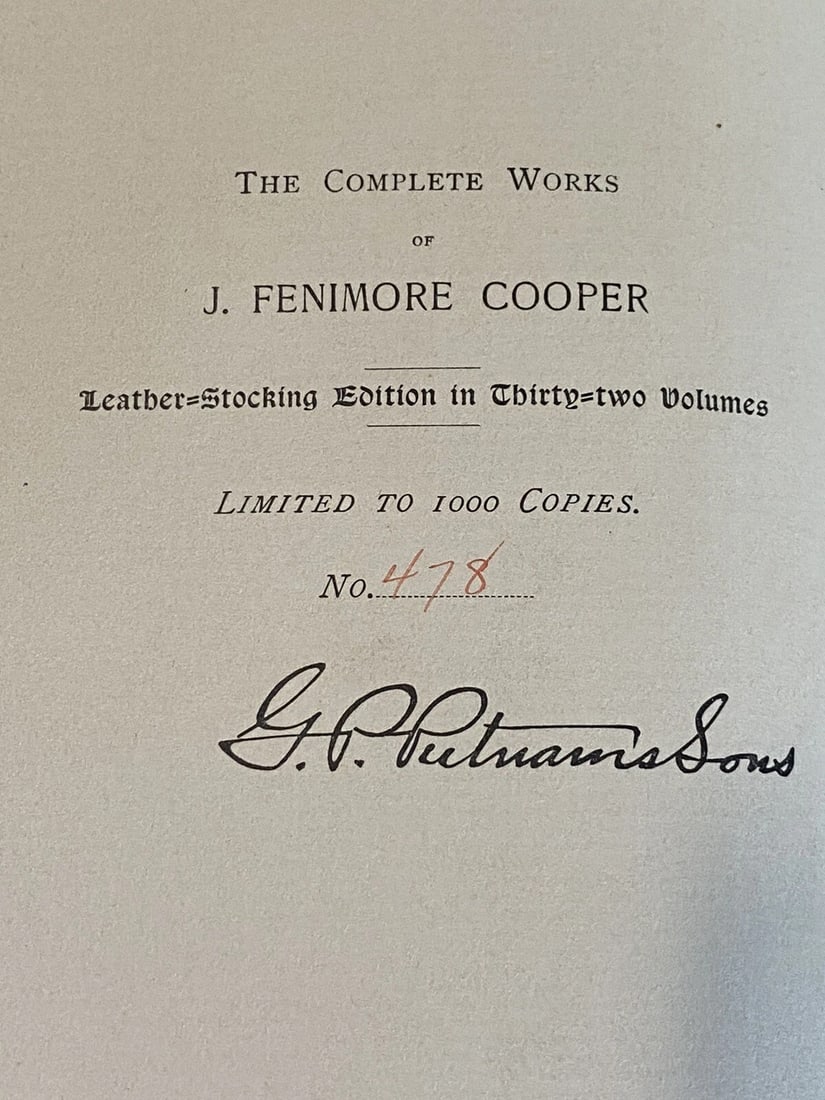 The Complete Works
of
J. FENIMORE COOPER
Leather=Stocking Edition in Thirty=two Volumes
Limited to 1000 Copies.
No. 478
G. P. Putnam's Sons